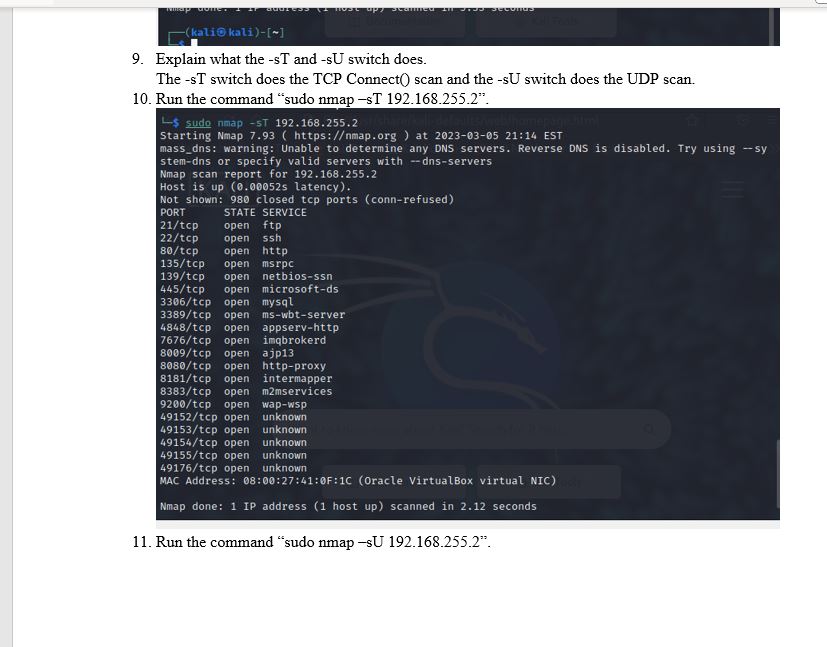 Nmap done: 1 IP address (1 host up) scanned in 5.55 seconds
(kali㉿kali)-[~]
$
9. Explain what the -sT and -sU switch does.
The -sT switch does the TCP Connect() scan and the -sU switch does the UDP scan.
10. Run the command “sudo nmap –sT 192.168.255.2”.
└─$ sudo nmap -sT 192.168.255.2
Starting Nmap 7.93 ( https://nmap.org ) at 2023-03-05 21:14 EST
mass_dns: warning: Unable to determine any DNS servers. Reverse DNS is disabled. Try using --sy
stem-dns or specify valid servers with --dns-servers
Nmap scan report for 192.168.255.2
Host is up (0.00052s latency).
Not shown: 980 closed tcp ports (conn-refused)
PORT STATE SERVICE
21/tcp open ftp
22/tcp open ssh
80/tcp open http
135/tcp open msrpc
139/tcp open netbios-ssn
445/tcp open microsoft-ds
3306/tcp open mysql
3389/tcp open ms-wbt-server
4848/tcp open appserv-http
7676/tcp open imqbrokerd
8009/tcp open ajp13
8080/tcp open http-proxy
8181/tcp open intermapper
8383/tcp open m2mservices
9200/tcp open wap-wsp
49152/tcp open unknown
49153/tcp open unknown
49154/tcp open unknown
49155/tcp open unknown
49176/tcp open unknown
MAC Address: 08:00:27:41:0F:1C (Oracle VirtualBox virtual NIC)
Nmap done: 1 IP address (1 host up) scanned in 2.12 seconds
11. Run the command “sudo nmap –sU 192.168.255.2”.